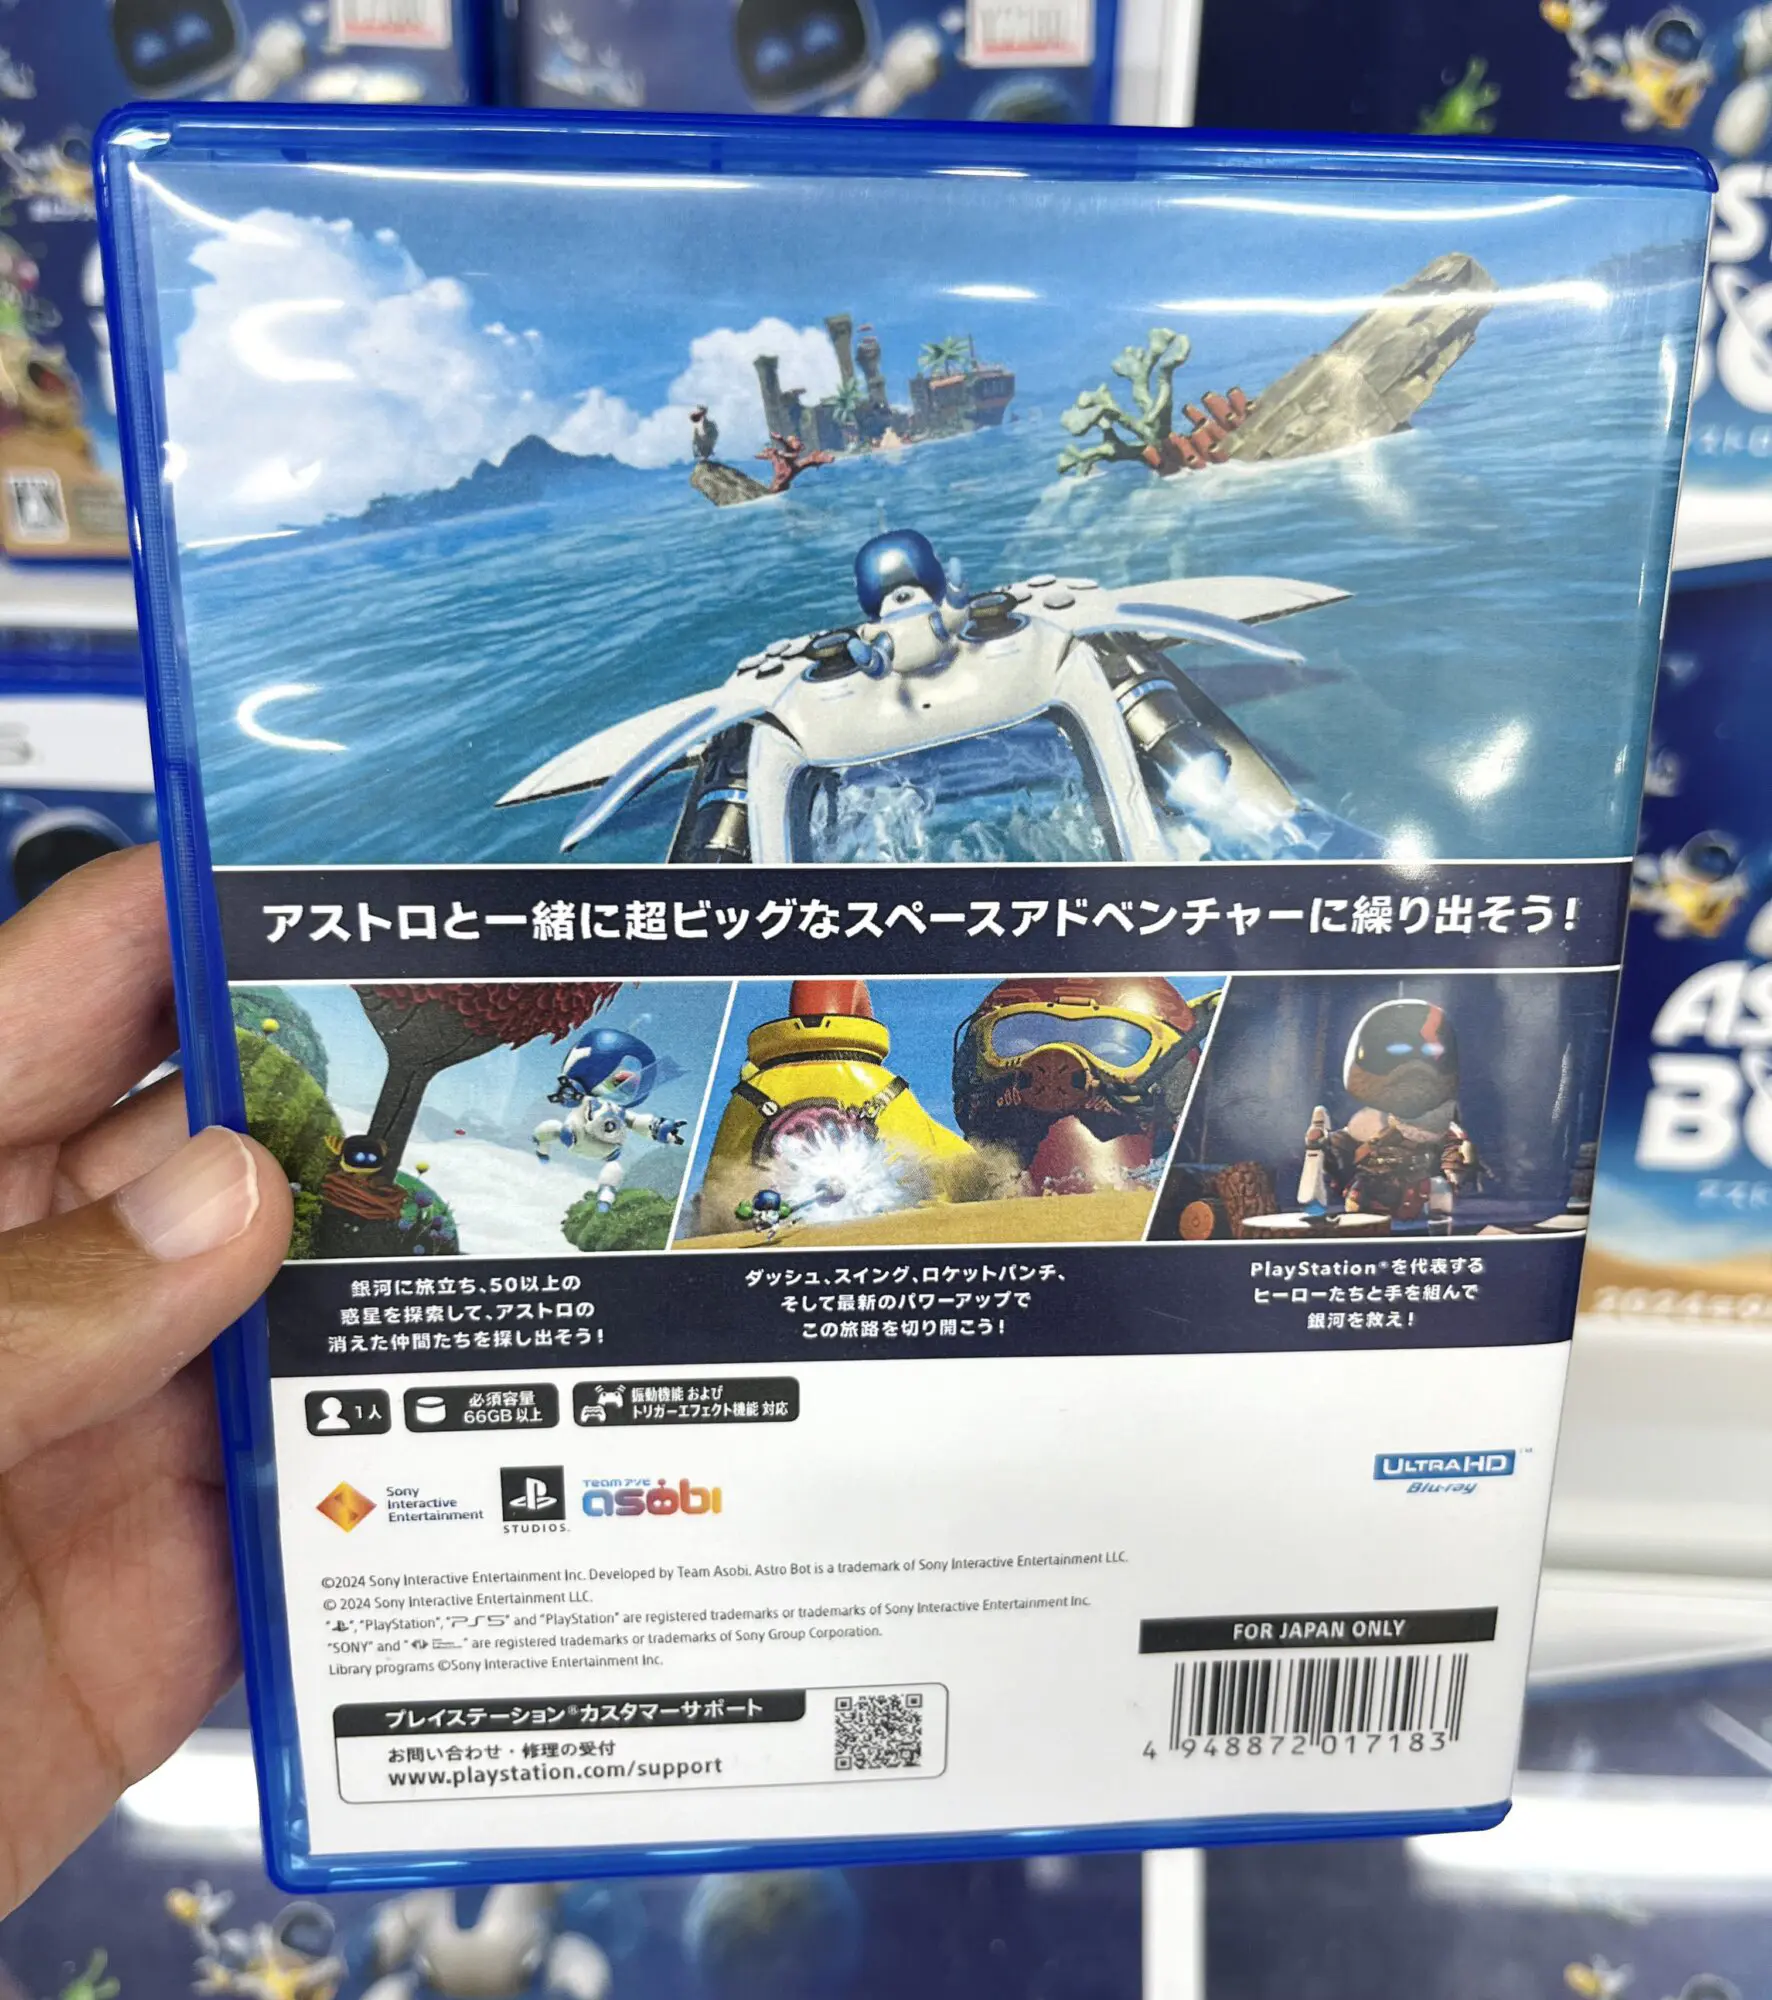 アストロと一緒に超ビッグなスペースアドベンチャーに繰り出そう!
銀河に旅立ち、50以上の
惑星を探索して、アストロの
消えた仲間たちを探し出そう!
ダッシュ、スイング、ロケットパンチ、
そして最新のパワーアップで
この旅路を切り開こう!
PlayStation®を代表する
ヒーローたちと手を組んで
銀河を救え!
1人
必須容量
66GB以上
振動機能 および
トリガーエフェクト機能 対応
Sony
Interactive
Entertainment
STUDIOS
Team アソビ
asobi
ULTRA HD
Blu-ray
©2024 Sony Interactive Entertainment Inc. Developed by Team Asobi. Astro Bot is a trademark of Sony Interactive Entertainment LLC.
© 2024 Sony Interactive Entertainment LLC.
"PlayStation", "PS5" and "PlayStation" are registered trademarks or trademarks of Sony Interactive Entertainment Inc.
"SONY" and " " are registered trademarks or trademarks of Sony Group Corporation.
Library programs ©Sony Interactive Entertainment Inc.
プレイステーション®カスタマーサポート
お問い合わせ・修理の受付
www.playstation.com/support
FOR JAPAN ONLY
4 948872 017183
AS
BO